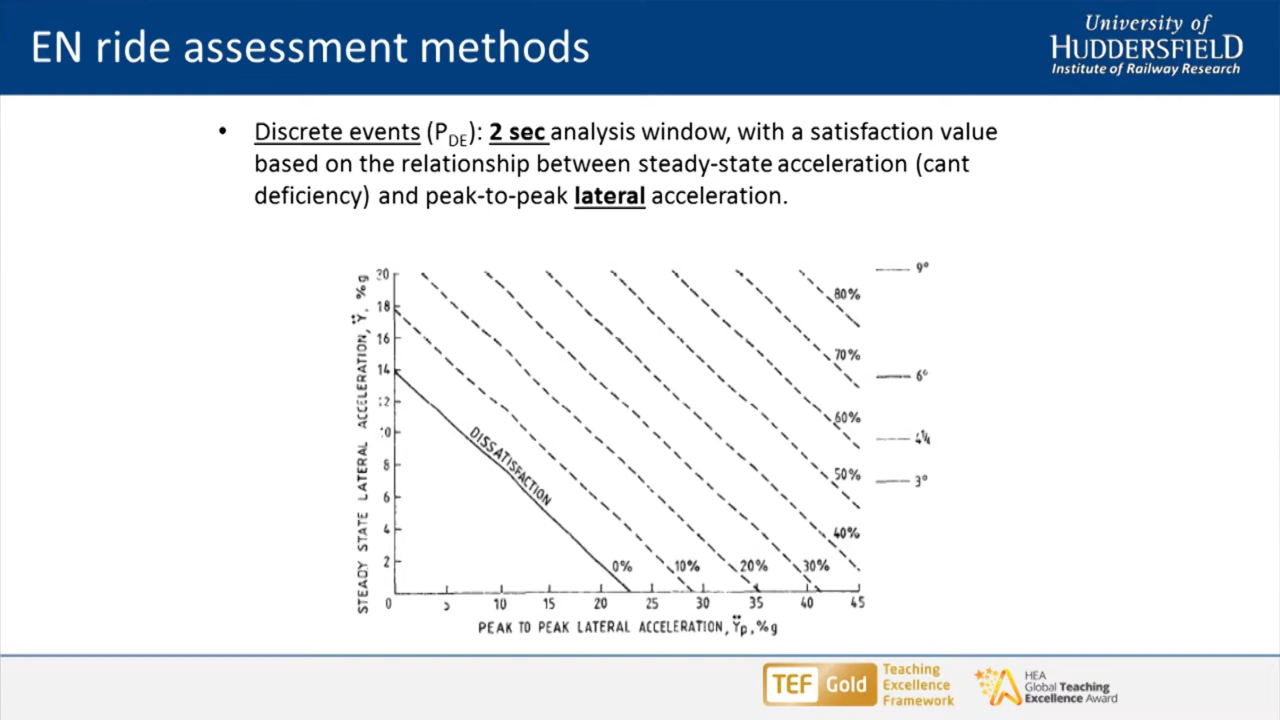 EN ride assessment methods
University of
HUDDERSFIELD
Institute of Railway Research
• Discrete events (PDE): 2 sec analysis window, with a satisfaction value
based on the relationship between steady-state acceleration (cant
deficiency) and peak-to-peak lateral acceleration.
STEADY STATE LATERAL ACCELERATION, Ÿ, %g
20
18
16
14
12
10
8
6
4
2
0
5
10
15
20
25
30
35
40
45
PEAK TO PEAK LATERAL ACCELERATION, Ÿp, %g
DISSATISFACTION
0%
10%
20%
30%
40%
50%
60%
70%
80%
9°
6°
4¼
3°
TEF Gold
Teaching
Excellence
Framework
HEA
Global Teaching
Excellence Award